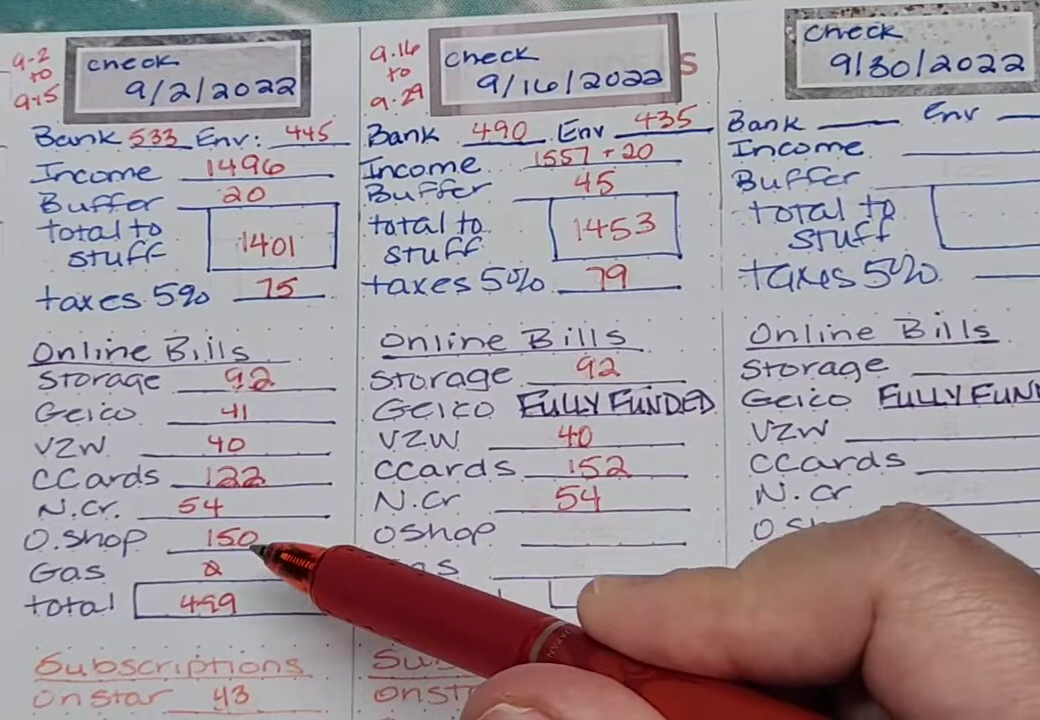 9-2
to
9-15
check
9/2/2022
Bank 533 Env: 445
Income 1496
Buffer 20
total to
stuff 1401
taxes 5% 75
Online Bills
Storage 92
Geico 41
VZW 40
CCards 122
N.Cr. 54
O.Shop 150
Gas
total 499
Subscriptions
Onstar 43
9.16
to
9.29
check
9/16/2022
S
Bank 490 Env 435
Income 1557 + 20
Buffer 45
total to
stuff 1453
taxes 5% 79
Online Bills
Storage 92
Geico FULLY FUNDED
VZW 40
CCards 152
N.Cr 54
OShop
Su
Onst
check
9/30/2022
Bank Env
Income
Buffer
total to
stuff
taxes 5%
Online Bills
Storage
Geico FULLY FUN
VZW
CCards
N.Cr